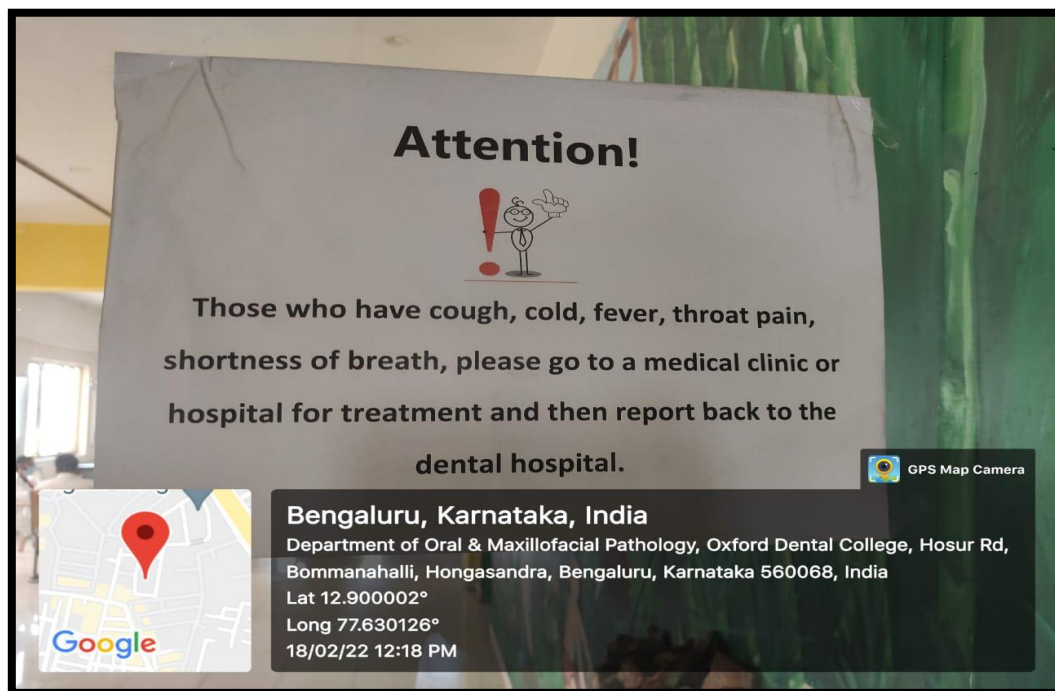 Attention!
Those who have cough, cold, fever, throat pain,
shortness of breath, please go to a medical clinic or
hospital for treatment and then report back to the
dental hospital.
GPS Map Camera
Bengaluru, Karnataka, India
Department of Oral & Maxillofacial Pathology, Oxford Dental College, Hosur Rd,
Bommanahalli, Hongasandra, Bengaluru, Karnataka 560068, India
Lat 12.900002°
Long 77.630126°
18/02/22 12:18 PM
Google